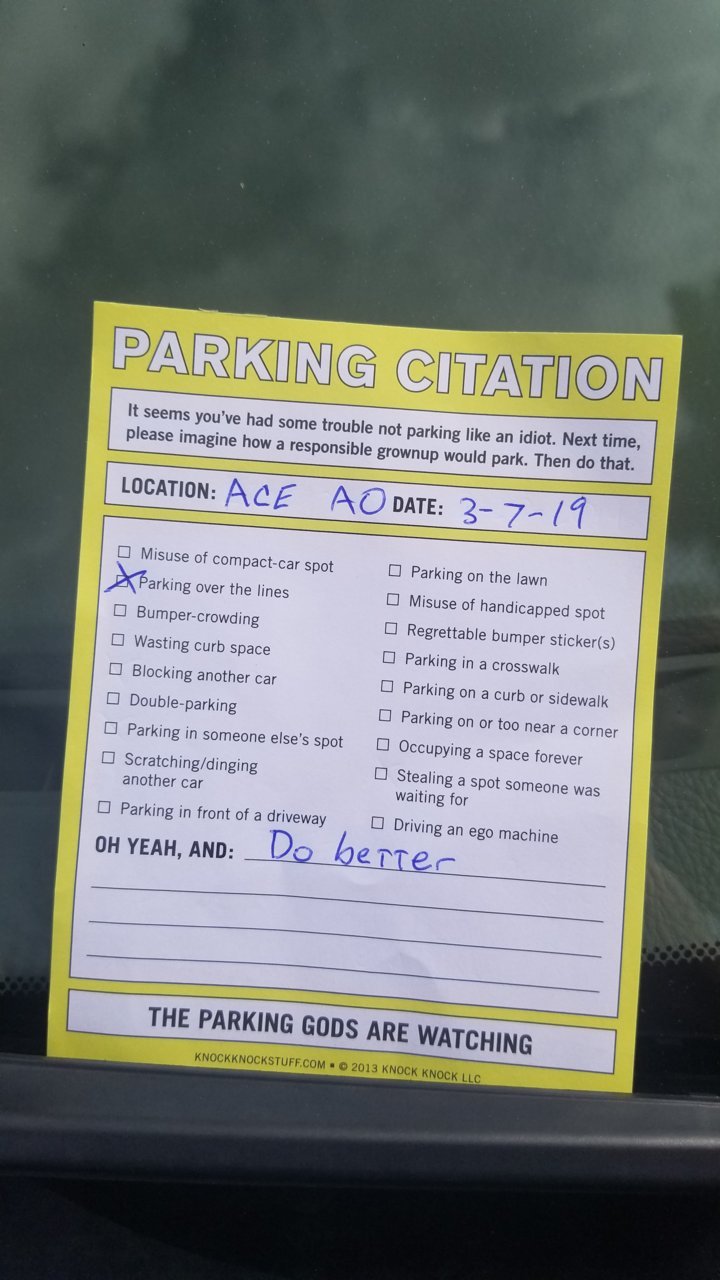 PARKING CITATION
It seems you've had some trouble not parking like an idiot. Next time,
please imagine how a responsible grownup would park. Then do that.
LOCATION: ACE AO DATE: 3-7-19
☐ Misuse of compact-car spot
☒ Parking over the lines
☐ Bumper-crowding
☐ Wasting curb space
☐ Blocking another car
☐ Double-parking
☐ Parking in someone else's spot
☐ Scratching/dinging
another car
☐ Parking in front of a driveway
☐ Parking on the lawn
☐ Misuse of handicapped spot
☐ Regrettable bumper sticker(s)
☐ Parking in a crosswalk
☐ Parking on a curb or sidewalk
☐ Parking on or too near a corner
☐ Occupying a space forever
☐ Stealing a spot someone was
waiting for
☐ Driving an ego machine
OH YEAH, AND: Do better
THE PARKING GODS ARE WATCHING
KNOCKKNOCKSTUFF.COM ▪ © 2013 KNOCK KNOCK LLC